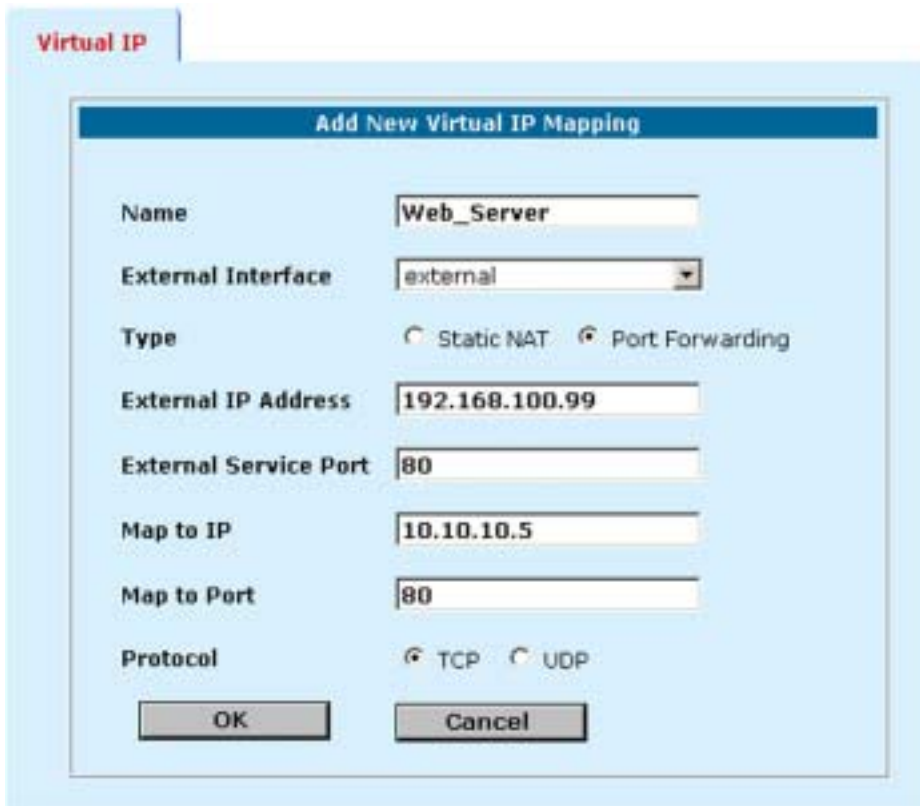 Virtual IP
Add New Virtual IP Mapping
Name Web_Server
External Interface external
Type Static NAT Port Forwarding
External IP Address 192.168.100.99
External Service Port 80
Map to IP 10.10.10.5
Map to Port 80
Protocol TCP UDP
OK Cancel